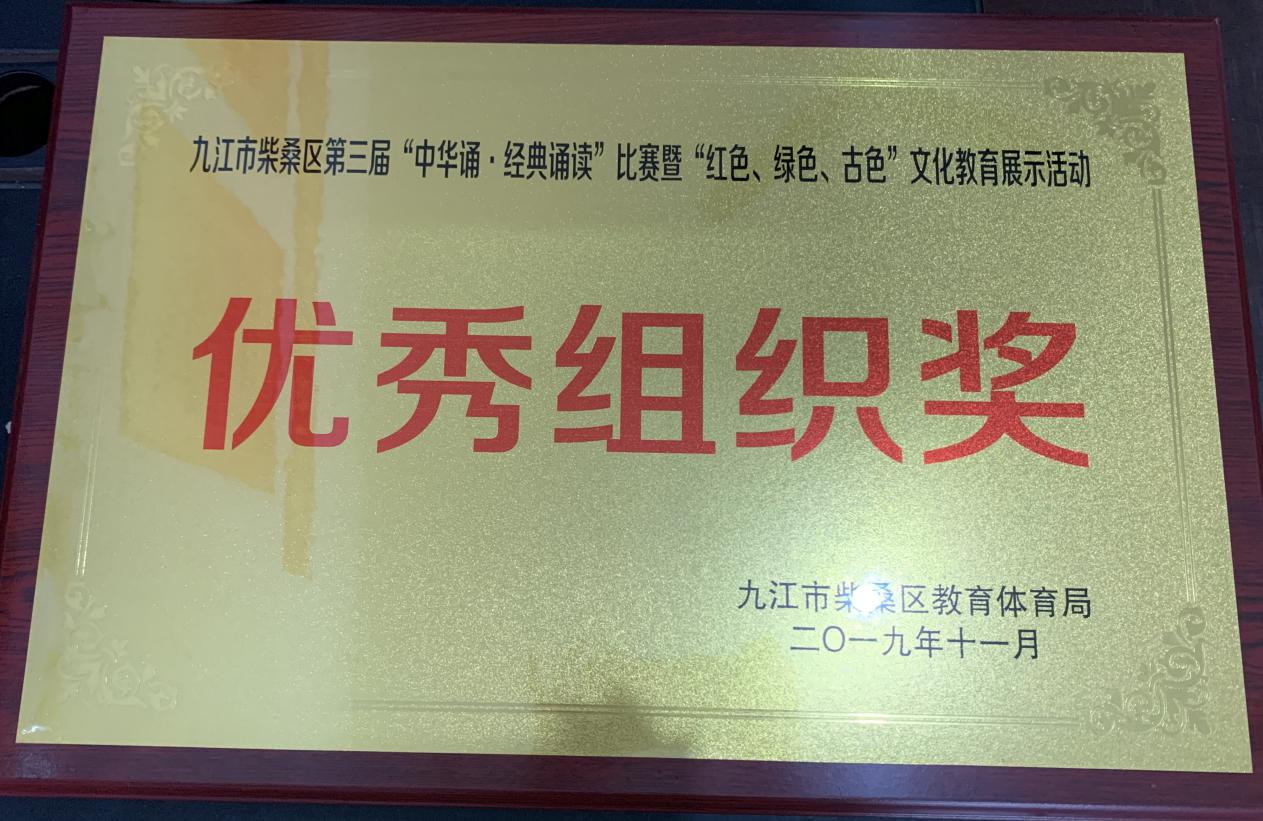 九江市柴桑区第三届“中华诵·经典诵读”比赛暨“红色、绿色、古色”文化教育展示活动
优秀组织奖
九江市柴桑区教育体育局
二〇一九年十一月